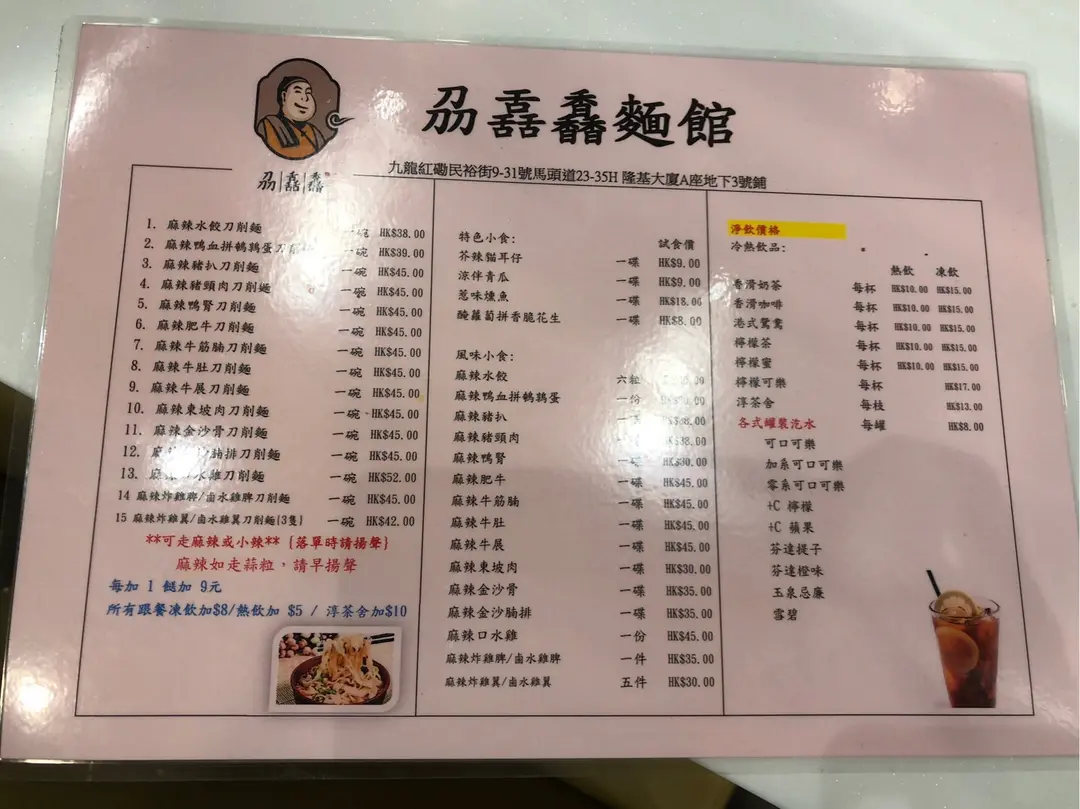 刕𠱠馫麵館
九龍紅磡民裕街9-31號馬頭道23-35H 隆基大廈A座地下3號鋪
1. 麻辣水餃刀削麵 一碗 HK$38.00
2. 麻辣鴨血拼鵪鶉蛋刀削麵 一碗 HK$39.00
3. 麻辣豬扒刀削麵 一碗 HK$45.00
4. 麻辣豬頸肉刀削麵 一碗 HK$45.00
5. 麻辣鴨腎刀削麵 一碗 HK$45.00
6. 麻辣肥牛刀削麵 一碗 HK$45.00
7. 麻辣牛筋腩刀削麵 一碗 HK$45.00
8. 麻辣牛肚刀削麵 一碗 HK$45.00
9. 麻辣牛展刀削麵 一碗 HK$45.00
10. 麻辣東坡肉刀削麵 一碗 HK$45.00
11. 麻辣金沙骨刀削麵 一碗 HK$45.00
12. 腩排刀削麵 一碗 HK$45.00
13. 水雞刀削麵 一碗 HK$52.00
14 麻辣炸雞脾/鹵水雞脾刀削麵 一碗 HK$45.00
15 麻辣炸雞翼/鹵水雞翼刀削麵(3隻) 一碗 HK$42.00
**可走麻辣或小辣** (落單時請揚聲)
麻辣如走蒜粒，請早揚聲
每加 1 餸加 9元
所有跟餐凍飲加$8/熱飲加 $5 / 淳茶舍加$10
特色小食: 試食價
芥辣貓耳仔 一碟 HK$9.00
涼伴青瓜 一碟 HK$9.00
蔥味燻魚 一碟 HK$18.00
醃蘿蔔拼香脆花生 一碟 HK$8.00
風味小食:
麻辣水餃 六粒
麻辣鴨血拼鵪鶉蛋 一份
麻辣豬扒
麻辣豬頸肉
麻辣鴨腎 一碟 HK$30.00
麻辣肥牛 一碟 HK$45.00
麻辣牛筋腩 一碟 HK$45.00
麻辣牛肚 一碟 HK$45.00
麻辣牛展 一碟 HK$45.00
麻辣東坡肉 一碟 HK$30.00
麻辣金沙骨 一碟 HK$35.00
麻辣金沙腩排 一碟 HK$35.00
麻辣口水雞 一份 HK$45.00
麻辣炸雞脾/鹵水雞脾 一件 HK$35.00
麻辣炸雞翼/鹵水雞翼 五件 HK$30.00
淨飲價格
冷熱飲品:
熱飲 凍飲
香滑奶茶 每杯 HK$10.00 HK$15.00
香滑咖啡 每杯 HK$10.00 HK$15.00
港式鴛鴦 每杯 HK$10.00 HK$15.00
檸檬茶 每杯 HK$10.00 HK$15.00
檸檬蜜 每杯 HK$10.00 HK$15.00
檸檬可樂 每杯 HK$17.00
淳茶舍 每枝 HK$13.00
各式罐裝汽水 每罐 HK$8.00
可口可樂
加系可口可樂
零系可口可樂
+C 檸檬
+C 蘋果
芬達提子
芬達橙味
玉泉忌廉
雪碧